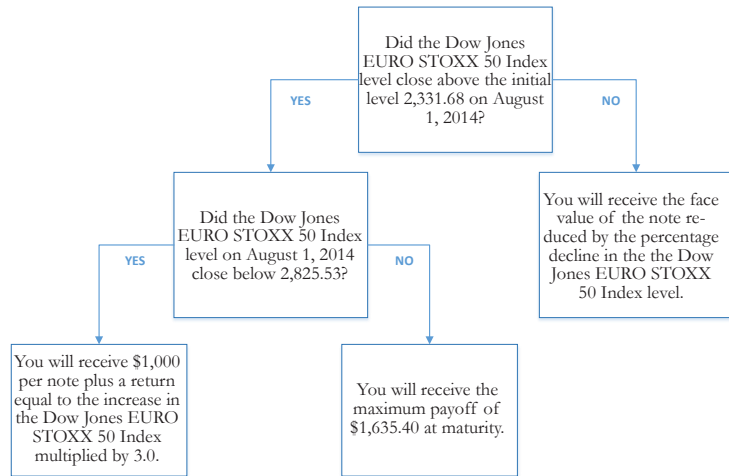 Did the Dow Jones
EURO STOXX 50 Index
level close above the initial
level 2,331.68 on August
1, 2014?
YES
NO
Did the Dow Jones
EURO STOXX 50 Index
level on August 1, 2014
close below 2,825.53?
You will receive the face
value of the note re-
duced by the percentage
decline in the the Dow
Jones EURO STOXX
50 Index level.
YES
NO
You will receive $1,000
per note plus a return
equal to the increase in
the Dow Jones EURO
STOXX 50 Index
multiplied by 3.0.
You will receive the
maximum payoff of
$1,635.40 at maturity.